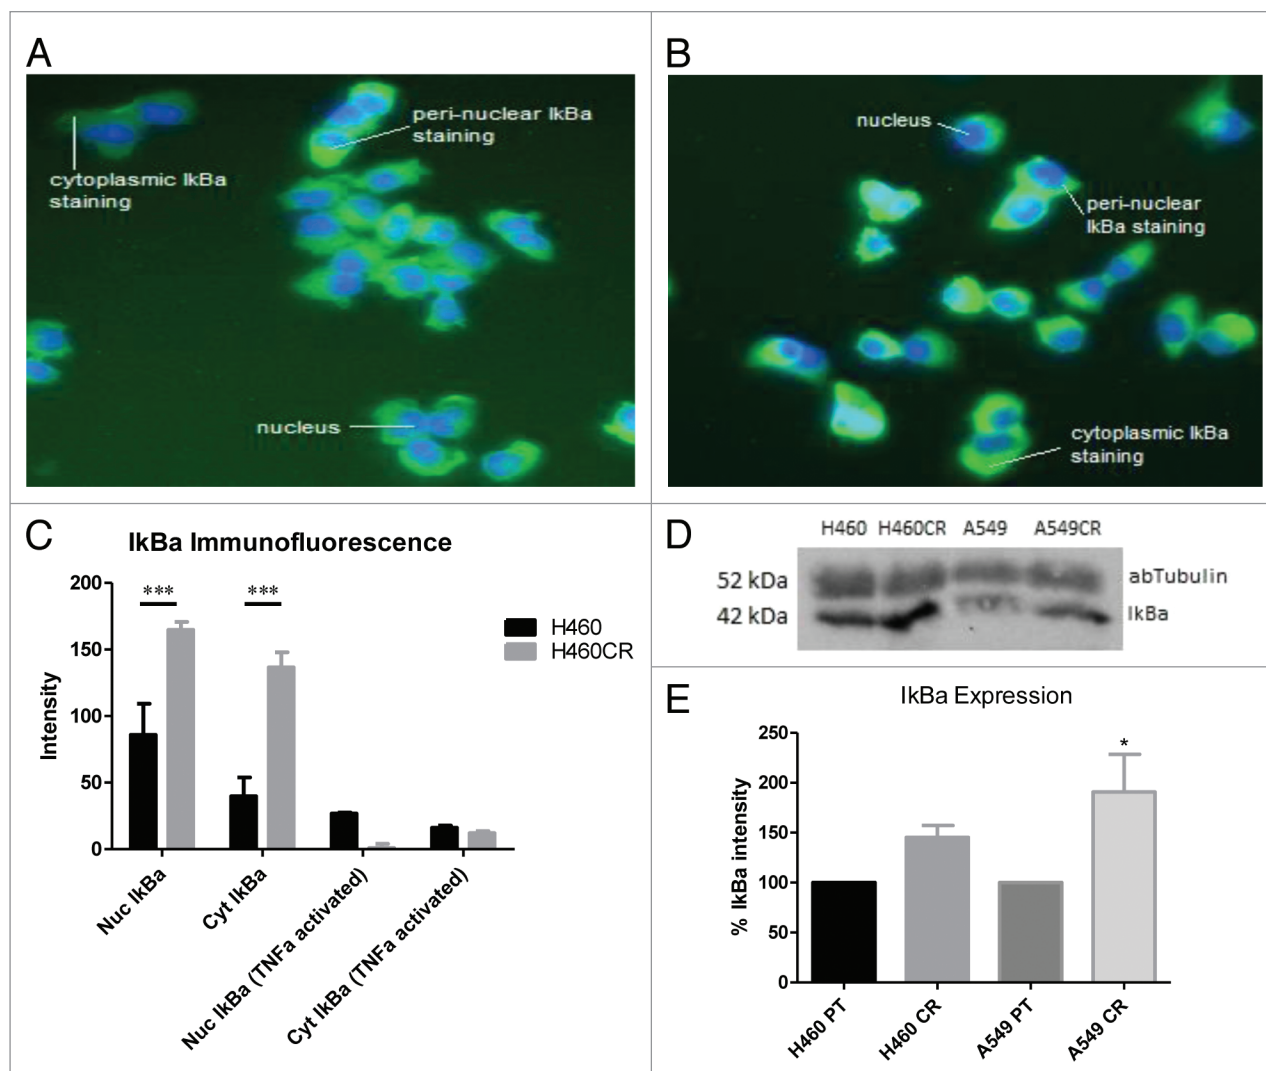 A
peri-nuclear IkBa
staining
cytoplasmic IkBa
staining
nucleus
B
nucleus
peri-nuclear
IkBa staining
cytoplasmic IkBa
staining
C
IkBa Immunofluorescence
Intensity
200
150
100
50
0
***
***
H460
H460CR
Nuc IkBa
Cyt IkBa
Nuc IkBa (TNFa activated)
Cyt IkBa (TNFa activated)
D
H460 H460CR A549 A549CR
52 kDa
abTubulin
42 kDa
IkBa
E
IkBa Expression
% IkBa intensity
250
200
150
100
50
0
*
H460 PT
H460 CR
A549 PT
A549 CR